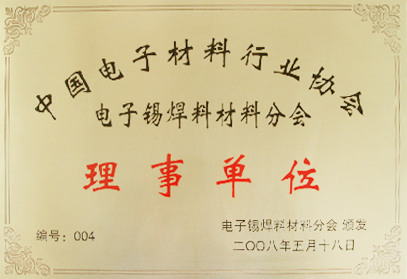 中国电子材料行业协会
电子锡焊料材料分会
理事单位
编号：004
电子锡焊料材料分会 颁发
二〇〇八年五月十八日